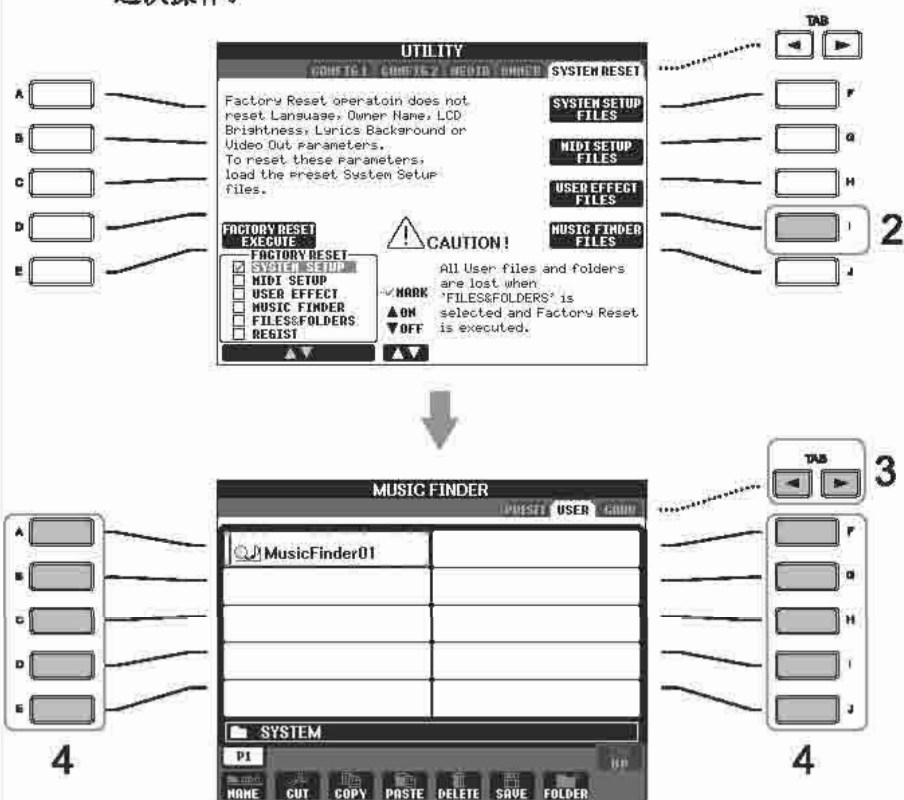 TAB
UTILITY
CONFIG 1 CONFIG 2 MEDIA OWNER SYSTEM RESET
A
B
C
D
E
F
G
H
I
J
2
Factory Reset operatoin does not
reset Language, Owner Name, LCD
Brightness, Lyrics Background or
Video Out parameters.
To reset these parameters,
load the preset System Setup
files.
SYSTEM SETUP
FILES
MIDI SETUP
FILES
USER EFFECT
FILES
MUSIC FINDER
FILES
FACTORY RESET
EXECUTE
FACTORY RESET
SYSTEM SETUP
MIDI SETUP
USER EFFECT
MUSIC FINDER
FILES&FOLDERS
REGIST
MARK
▲ON
▼OFF
CAUTION!
All User files and folders
are lost when
'FILES&FOLDERS' is
selected and Factory Reset
is executed.
TAB
3
MUSIC FINDER
PRESET USER CARD
A
B
C
D
E
4
F
G
H
I
J
4
MusicFinder01
SYSTEM
P1
UP
NAME CUT COPY PASTE DELETE SAVE FOLDER